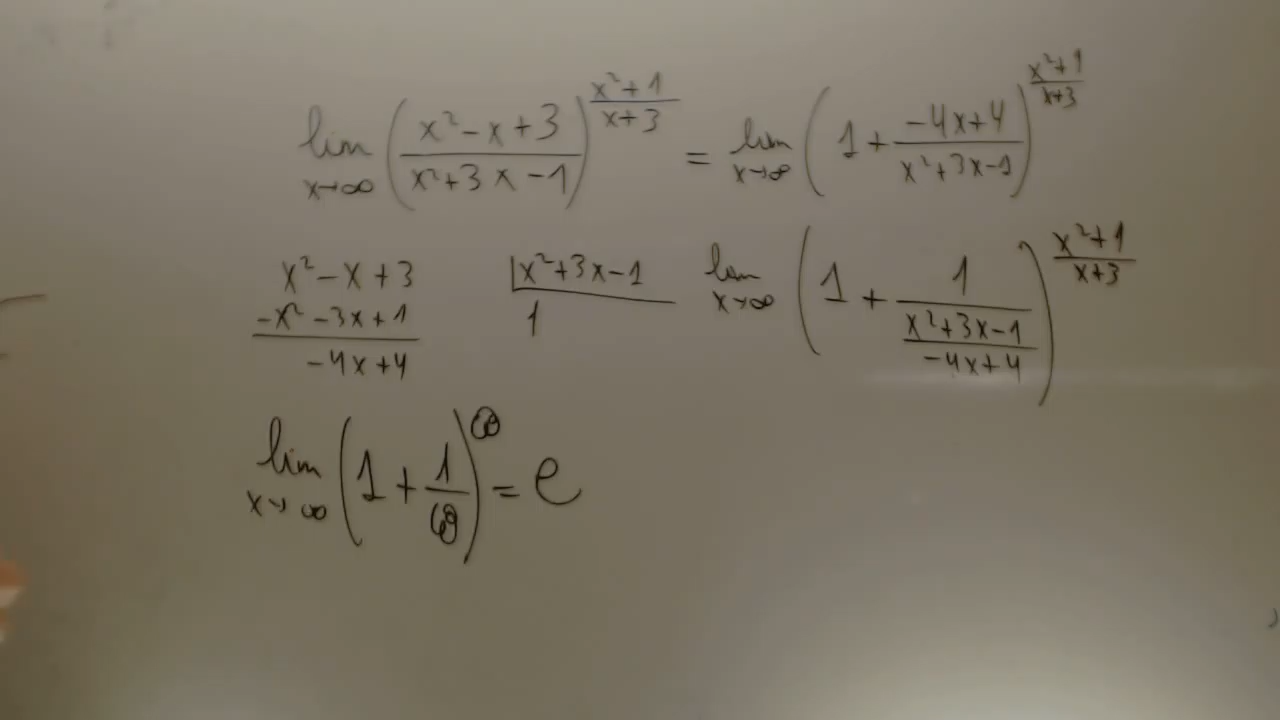 lim x→∞ ( (x²-x+3)/(x²+3x-1) )^((x²+1)/(x+3)) = lim x→∞ ( 1 + (-4x+4)/(x²+3x-1) )^((x²+1)/(x+3))
x²-x+3 |x²+3x-1
-x²-3x+1 1
-4x+4
lim x→∞ ( 1 + 1/((x²+3x-1)/(-4x+4)) )^((x²+1)/(x+3))
lim x→∞ ( 1 + 1/ )  = e